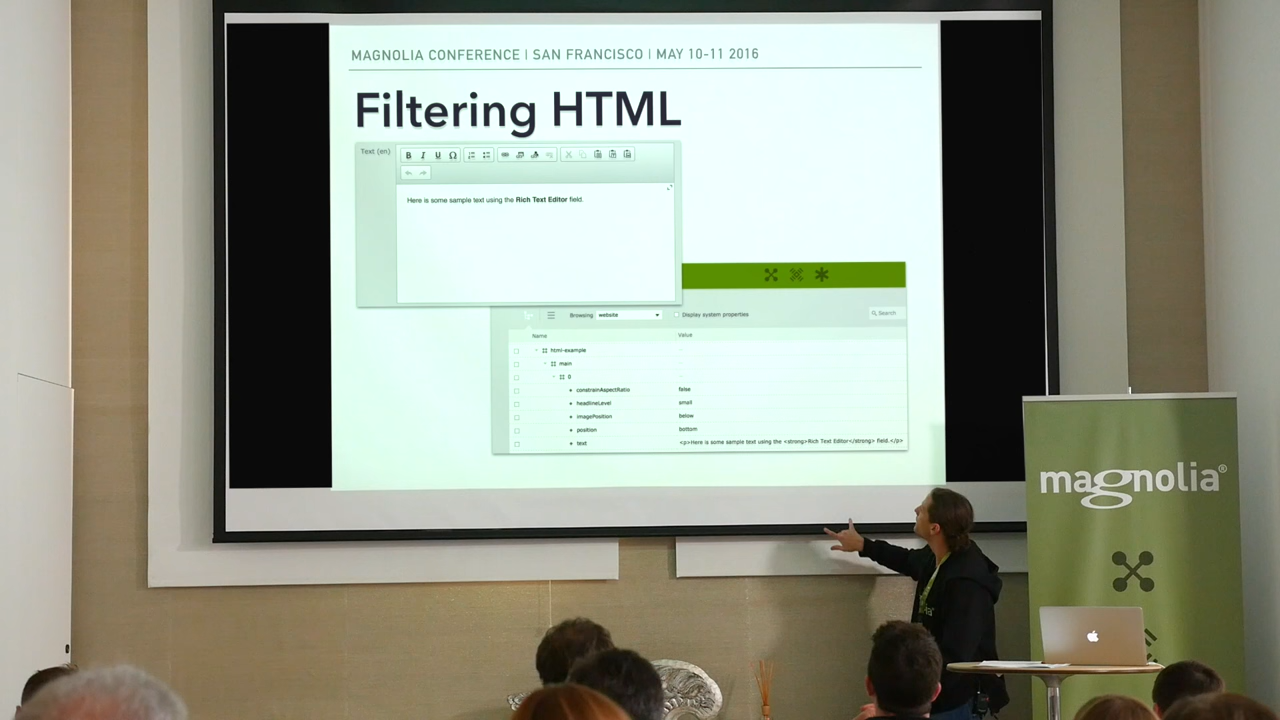 MAGNOLIA CONFERENCE | SAN FRANCISCO | MAY 10-11 2016
Filtering HTML
Text (en)
B I U Ω
Here is some sample text using the Rich Text Editor field.
Browsing website Display system properties Search
Name Value
html-example
main
0
constrainAspectRatio false
headlineLevel small
imagePosition below
position bottom
text <p>Here is some sample text using the <strong>Rich Text Editor</strong> field.</p>
magnolia®